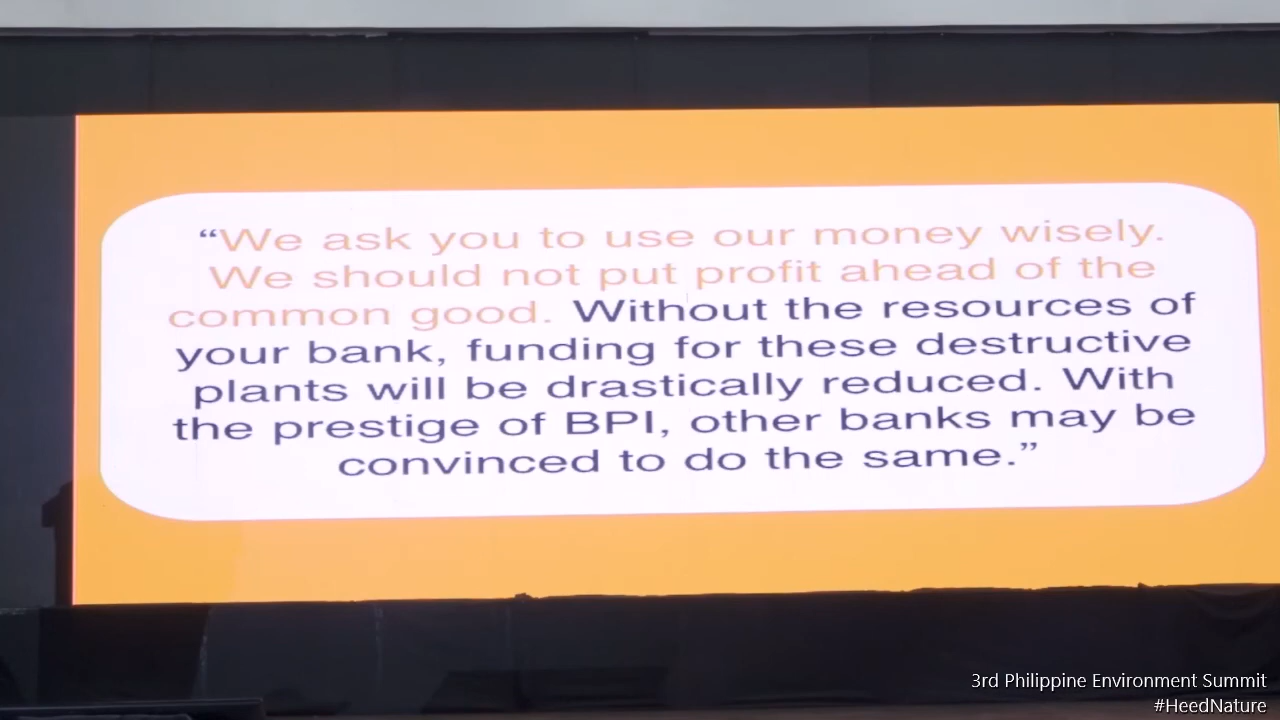 “We ask you to use our money wisely.
We should not put profit ahead of the
common good. Without the resources of
your bank, funding for these destructive
plants will be drastically reduced. With
the prestige of BPI, other banks may be
convinced to do the same.”
3rd Philippine Environment Summit
#HeedNature